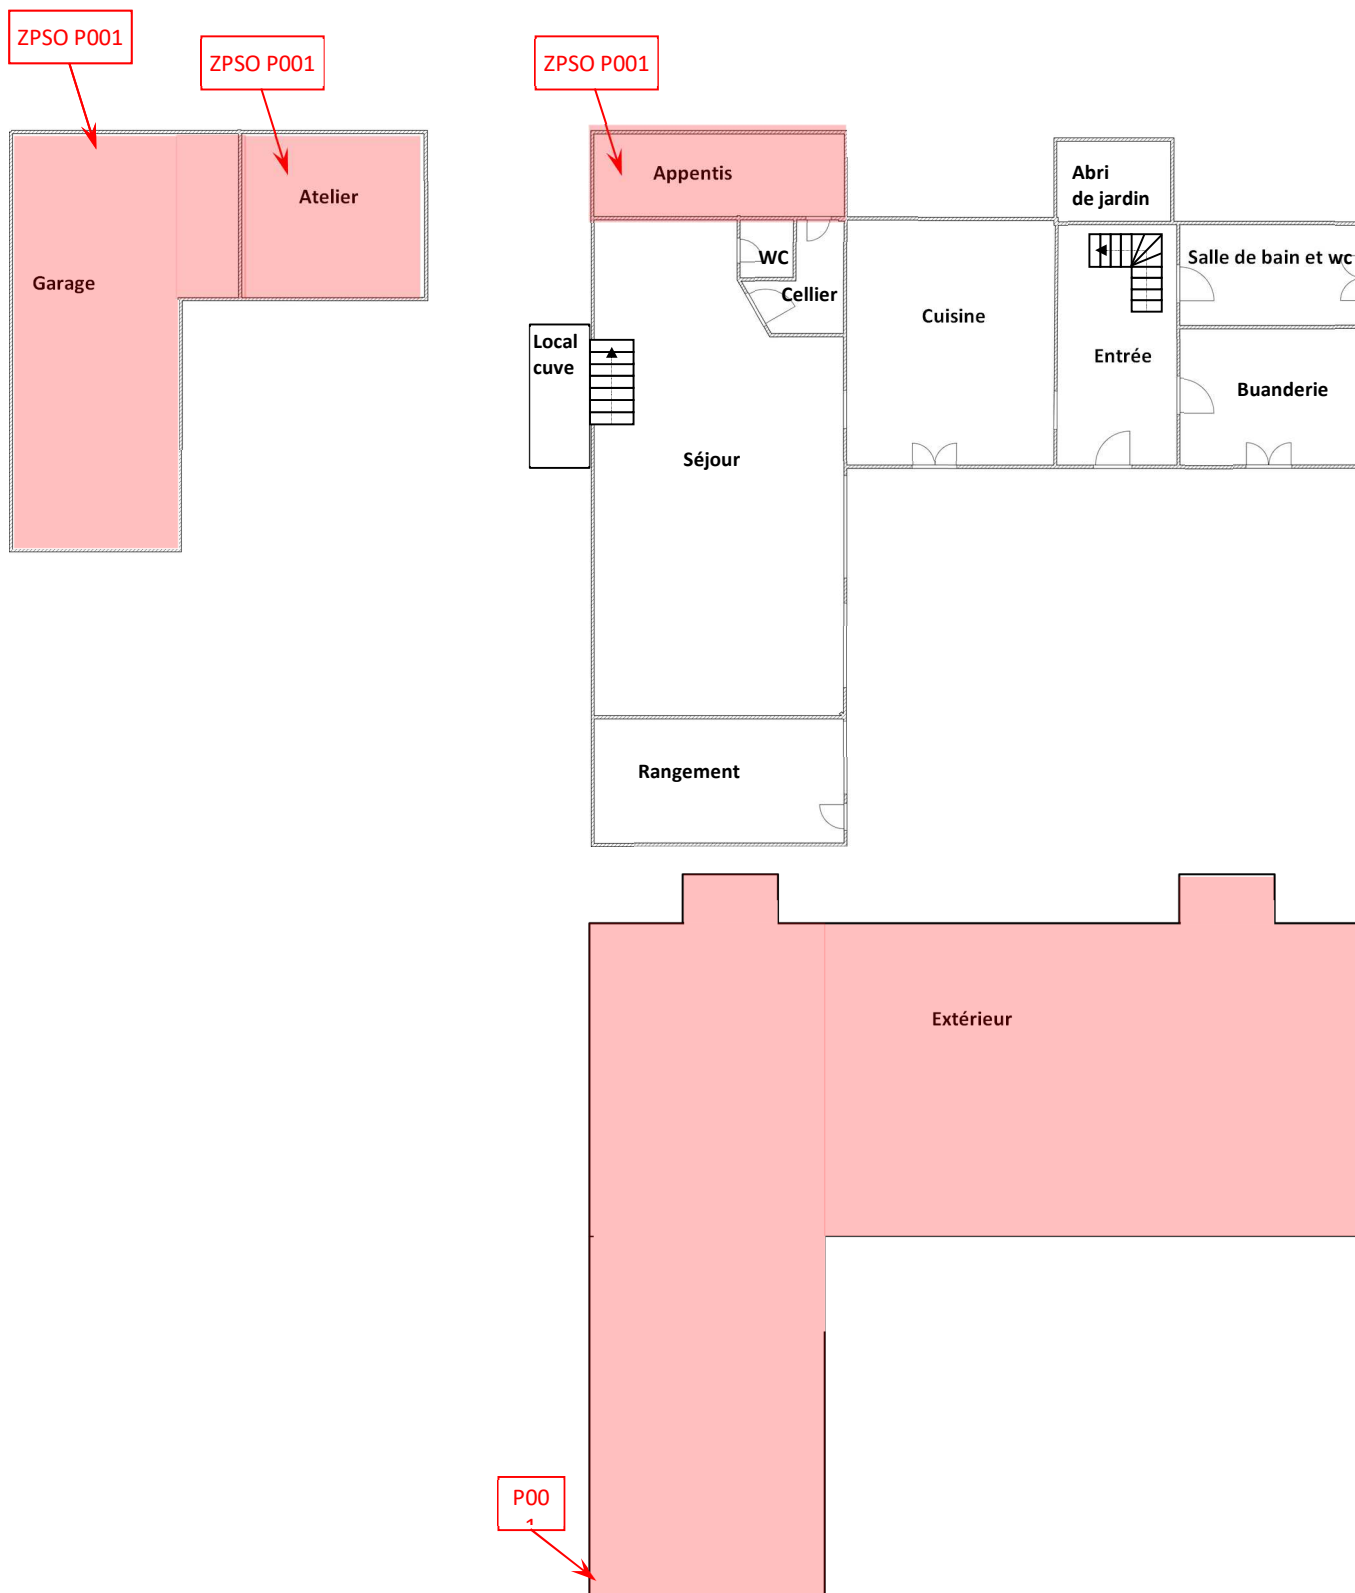 ZPSO P001
ZPSO P001
ZPSO P001
Appentis
Abri
de jardin
Atelier
WC
Salle de bain et wc
Garage
Cellier
Cuisine
Local
cuve
Entrée
Buanderie
Séjour
Rangement
Extérieur
P00
1